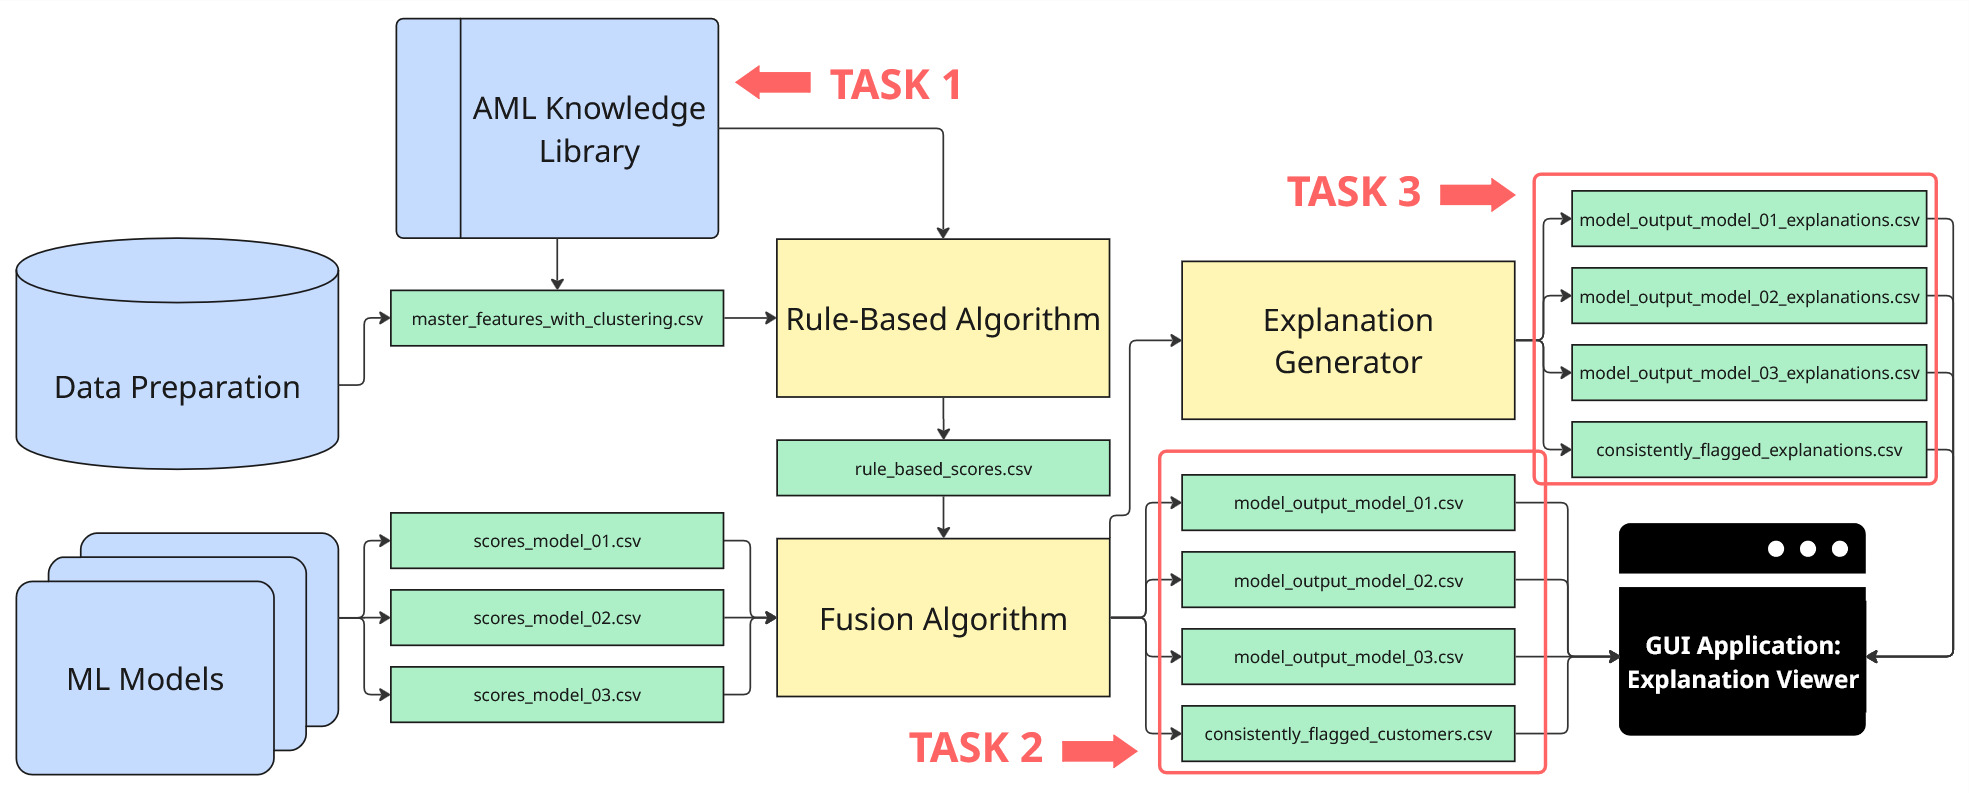 TASK 1
AML Knowledge
Library
TASK 3
model_output_model_01_explanations.csv
model_output_model_02_explanations.csv
model_output_model_03_explanations.csv
consistently_flagged_explanations.csv
Data Preparation
master_features_with_clustering.csv
Rule-Based Algorithm
Explanation
Generator
rule_based_scores.csv
ML Models
scores_model_01.csv
scores_model_02.csv
scores_model_03.csv
Fusion Algorithm
model_output_model_01.csv
model_output_model_02.csv
model_output_model_03.csv
consistently_flagged_customers.csv
TASK 2
GUI Application:
Explanation Viewer